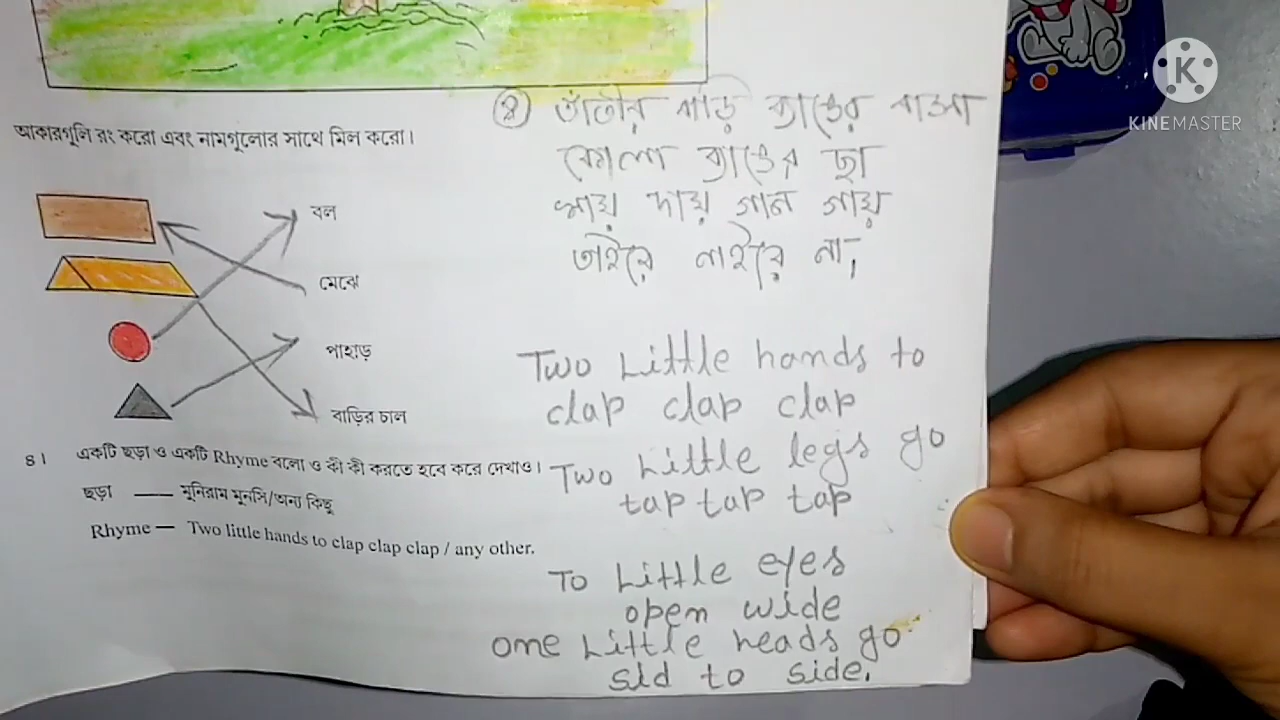 আকারগুলি রং করো এবং নামগুলোর সাথে মিল করো।
বল
মেঝে
পাহাড়
বাড়ির চাল
৪। একটি ছড়া ও একটি Rhyme বলো ও কী কী করতে হবে করে দেখাও।
ছড়া — মুনিরাম মুনসি/অন্য কিছু
Rhyme — Two little hands to clap clap clap / any other.
৪ তাঁতীর বাড়ি ব্যাঙের বাসা
কোলা ব্যাঙের ছা
খায় দায় গান গায়
তাইরে নাইরে না,
Two Little hands to
clap clap clap
Two Little legs go
tap tap tap
To Little eyes
open wide
one Little heads go
sid to side.
KINEMASTER